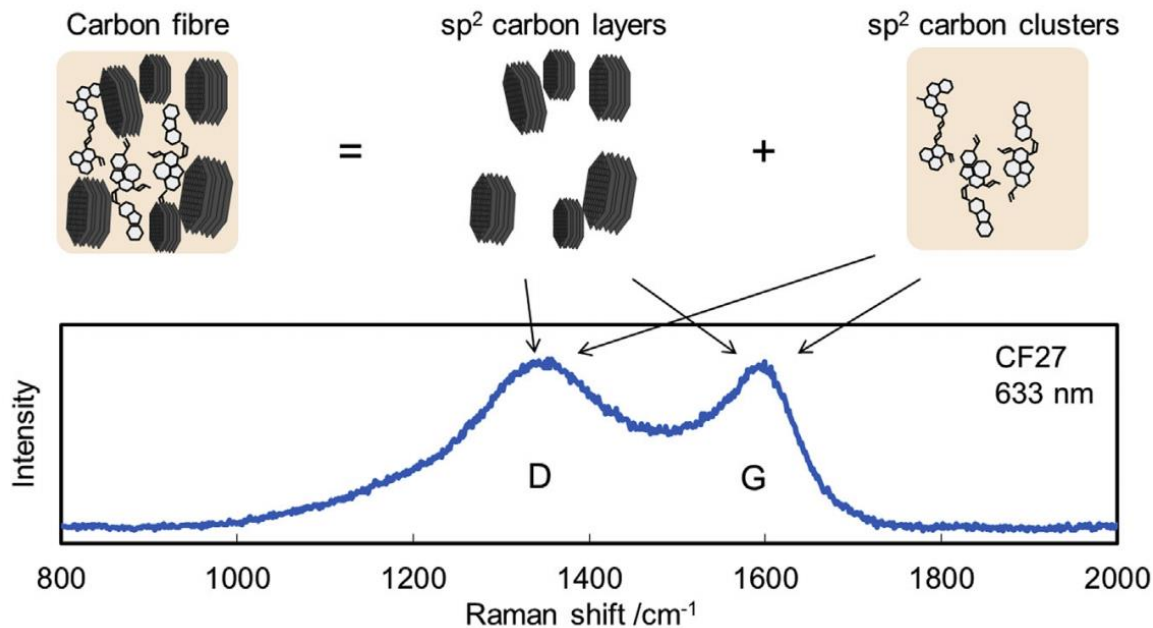 Carbon fibre
sp² carbon layers
sp² carbon clusters
=
+
CF27
633 nm
Intensity
D
G
800 1000 1200 1400 1600 1800 2000
Raman shift /cm⁻¹